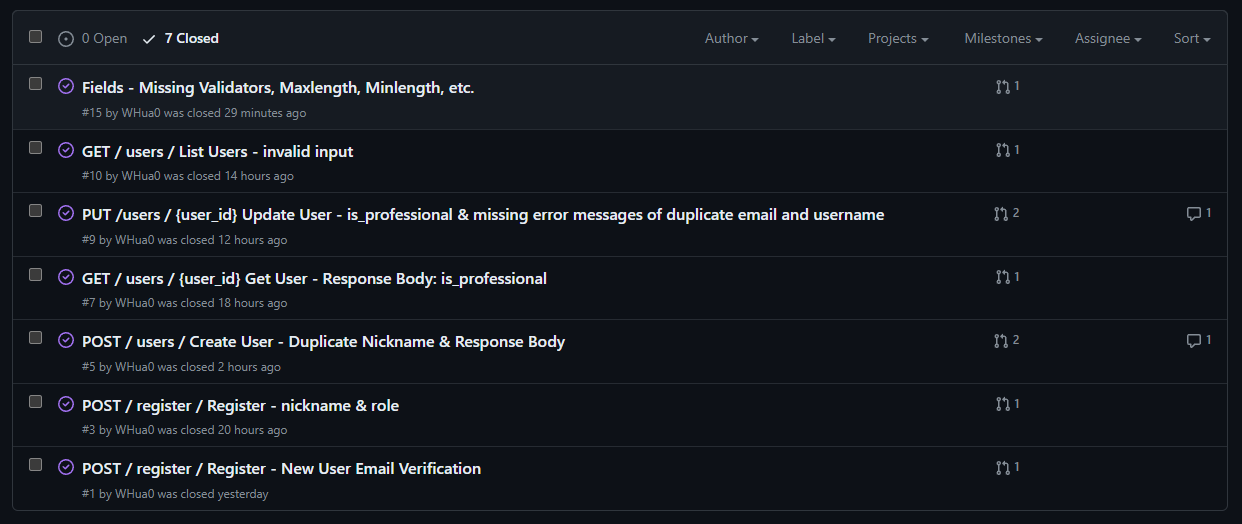 0 Open 7 Closed Author Label Projects Milestones Assignee Sort
Fields - Missing Validators, Maxlength, Minlength, etc. 1
#15 by WHua0 was closed 29 minutes ago
GET / users / List Users - invalid input 1
#10 by WHua0 was closed 14 hours ago
PUT /users / {user_id} Update User - is_professional & missing error messages of duplicate email and username 2 1
#9 by WHua0 was closed 12 hours ago
GET / users / {user_id} Get User - Response Body: is_professional 1
#7 by WHua0 was closed 18 hours ago
POST / users / Create User - Duplicate Nickname & Response Body 2 1
#5 by WHua0 was closed 2 hours ago
POST / register / Register - nickname & role 1
#3 by WHua0 was closed 20 hours ago
POST / register / Register - New User Email Verification 1
#1 by WHua0 was closed yesterday